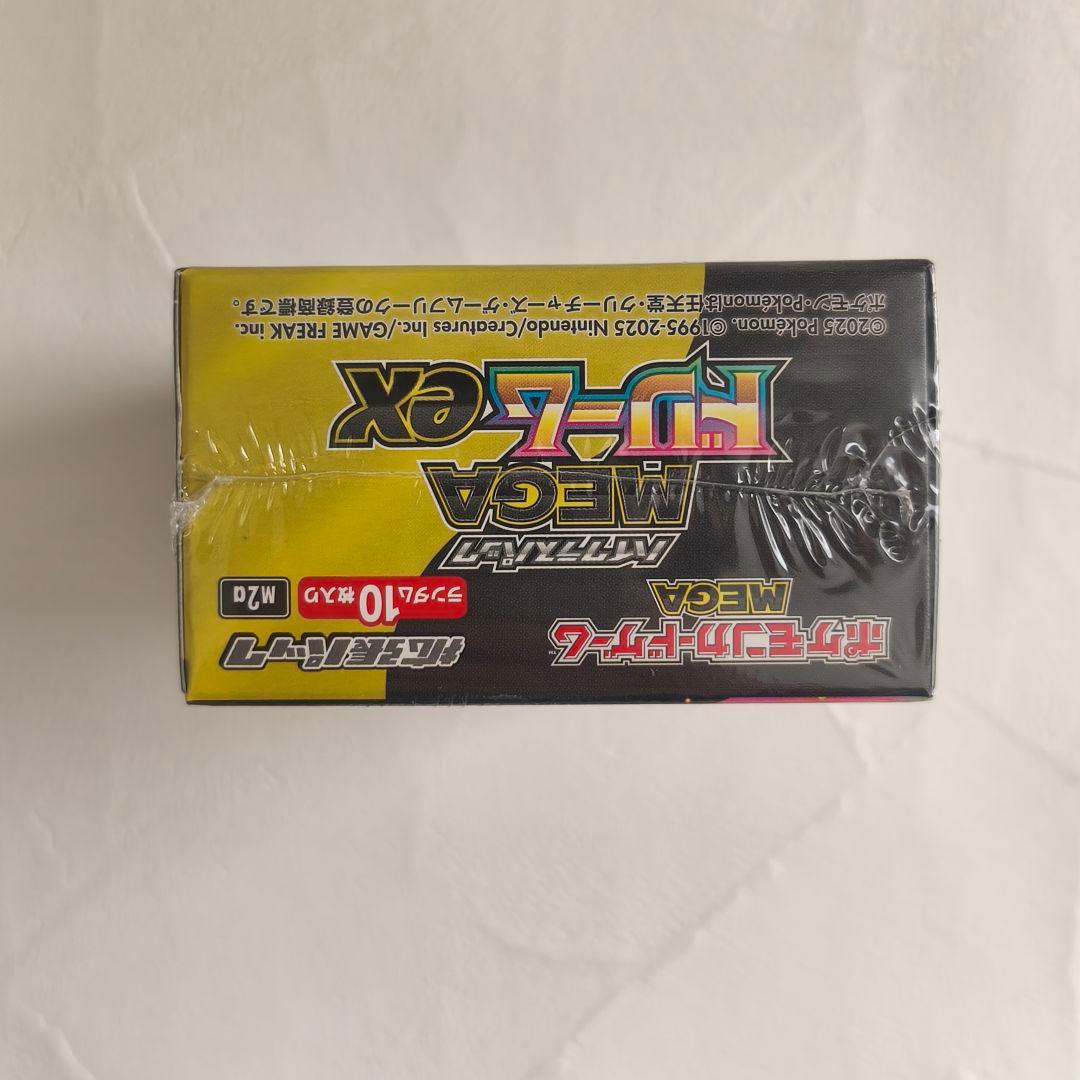 ポケモンカードゲーム™
MEGA
拡張パック
ランダム10枚入り
M2a
ハイクラスパック
MEGA
ドリームex
©2025 Pokémon. ©1995-2025 Nintendo/Creatures Inc./GAME FREAK inc.
ポケモン・Pokémonは任天堂・クリーチャーズ・ゲームフリークの登録商標です。